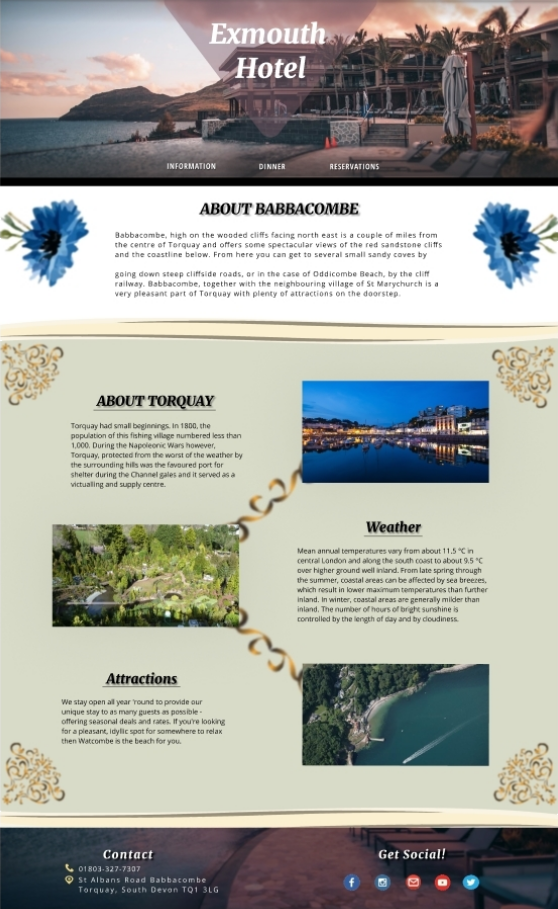 Exmouth
Hotel
INFORMATION DINNER RESERVATIONS
ABOUT BABBACOMBE
Babbacombe, high on the wooded cliffs facing north east is a couple of miles from
the centre of Torquay and offers some spectacular views of the red sandstone cliffs
and the coastline below. From here you can get to several small sandy coves by
going down steep cliffside roads, or in the case of Oddicombe Beach, by the cliff
railway. Babbacombe, together with the neighbouring village of St Marychurch is a
very pleasant part of Torquay with plenty of attractions on the doorstep.
ABOUT TORQUAY
Torquay had small beginnings. In 1800, the
population of this fishing village numbered less than
1,000. During the Napoleonic Wars however,
Torquay, protected from the worst of the weather by
the surrounding hills was the favoured port for
shelter during the Channel gales and it served as a
victualling and supply centre.
Weather
Mean annual temperatures vary from about 11.5 °C in
central London and along the south coast to about 9.5 °C
over higher ground well inland. From late spring through
the summer, coastal areas can be affected by sea breezes,
which result in lower maximum temperatures than further
inland. In winter, coastal areas are generally milder than
inland. The number of hours of bright sunshine is
controlled by the length of day and by cloudiness.
Attractions
We stay open all year 'round to provide our
unique stay to as many guests as possible -
offering seasonal deals and rates. If you're looking
for a pleasant, idyllic spot for somewhere to relax
then Watcombe is the beach for you.
Contact
01803-327-7307
St Albans Road Babbacombe
Torquay, South Devon TQ1 3LG
Get Social!